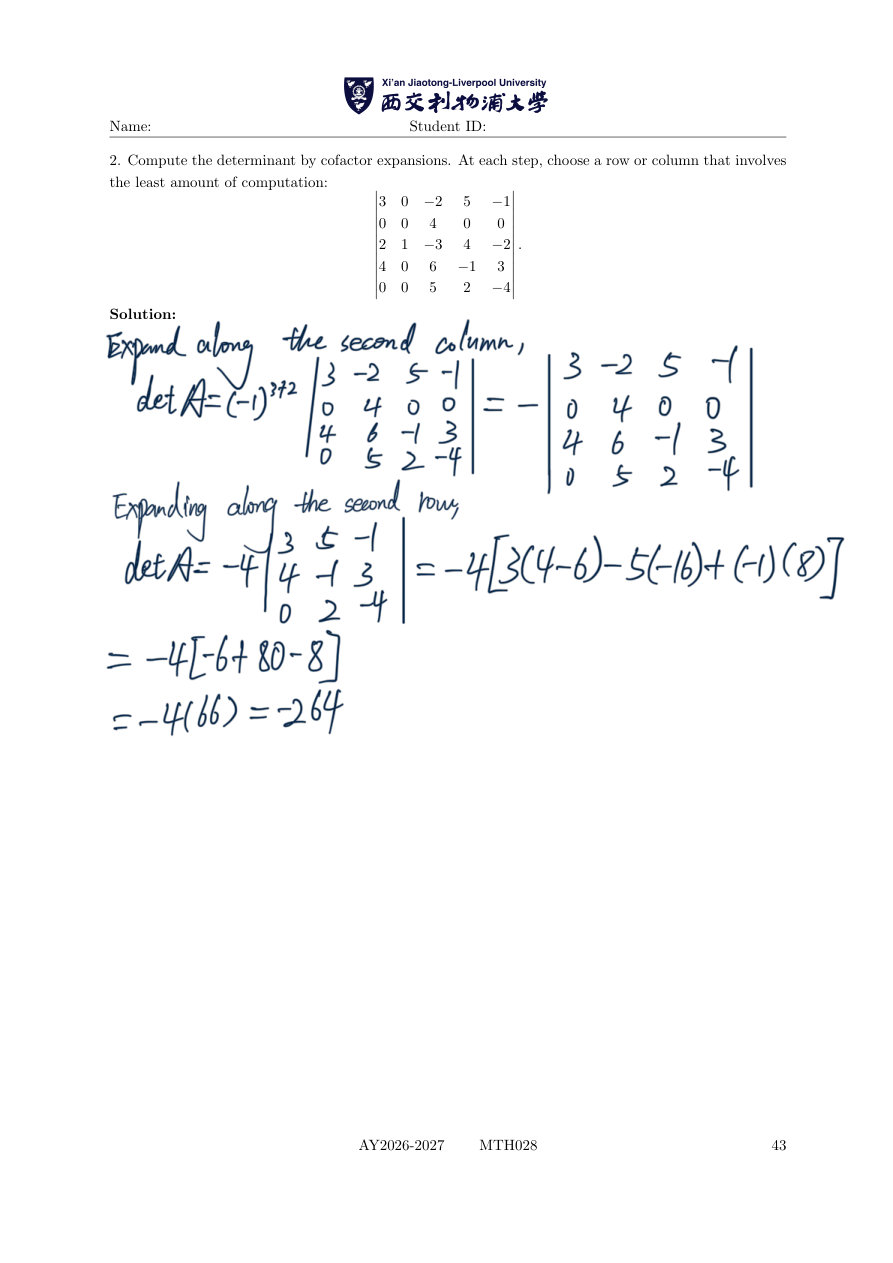 Xi'an Jiaotong-Liverpool University
西交利物浦大學
Name: Student ID:
2. Compute the determinant by cofactor expansions. At each step, choose a row or column that involves
the least amount of computation:
|3 0 −2 5 −1|
|0 0 4 0 0|
|2 1 −3 4 −2| .
|4 0 6 −1 3|
|0 0 5 2 −4|
Solution:
Expand along the second column,
det A = (-1)^{3+2} |3 -2 5 -1; 0 4 0 0; 4 6 -1 3; 0 5 2 -4| = - |3 -2 5 -1; 0 4 0 0; 4 6 -1 3; 0 5 2 -4|
Expanding along the second row,
det A = -4 |3 5 -1; 4 -1 3; 0 2 -4| = -4[3(4-6)-5(-16)+(-1)(8)]
= -4[-6+80-8]
= -4(66) = -264
AY2026-2027 MTH028 43